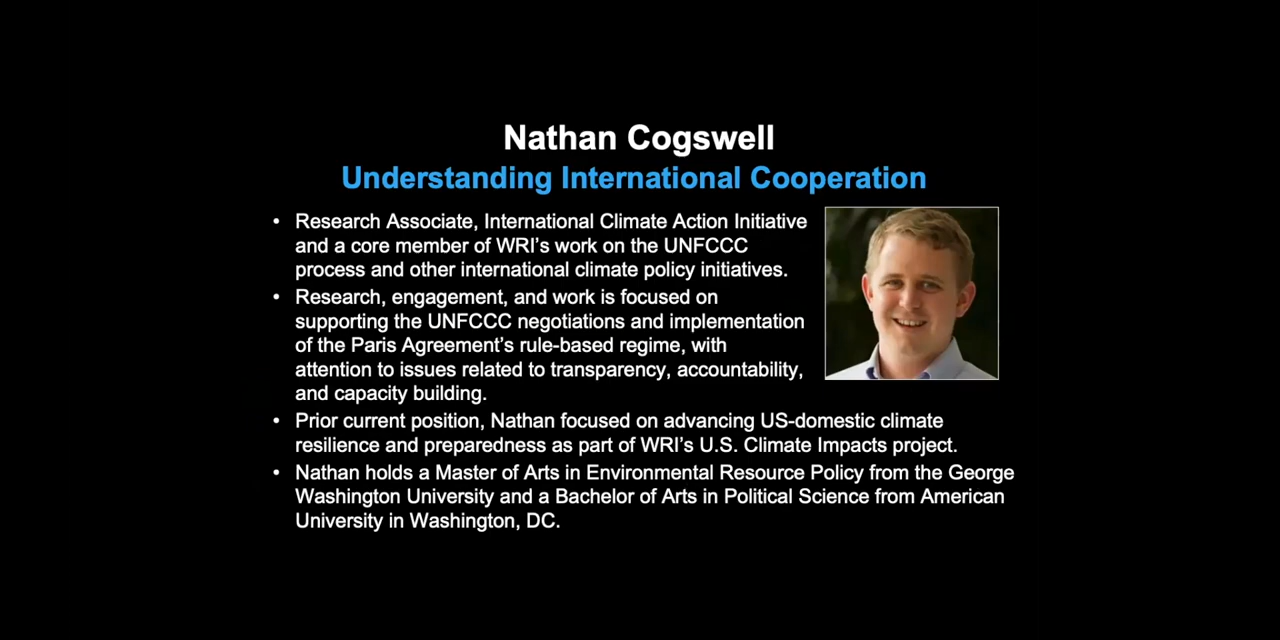 Nathan Cogswell
Understanding International Cooperation
• Research Associate, International Climate Action Initiative
and a core member of WRI's work on the UNFCCC
process and other international climate policy initiatives.
• Research, engagement, and work is focused on
supporting the UNFCCC negotiations and implementation
of the Paris Agreement's rule-based regime, with
attention to issues related to transparency, accountability,
and capacity building.
• Prior current position, Nathan focused on advancing US-domestic climate
resilience and preparedness as part of WRI's U.S. Climate Impacts project.
• Nathan holds a Master of Arts in Environmental Resource Policy from the George
Washington University and a Bachelor of Arts in Political Science from American
University in Washington, DC.